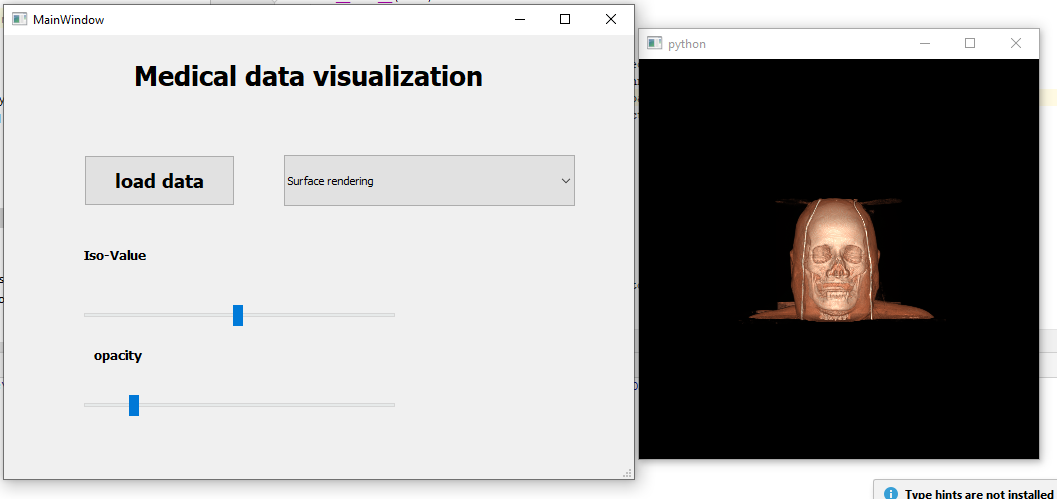 MainWindow
Medical data visualization
load data
Surface rendering
Iso-Value
opacity
python
Type hints are not installed